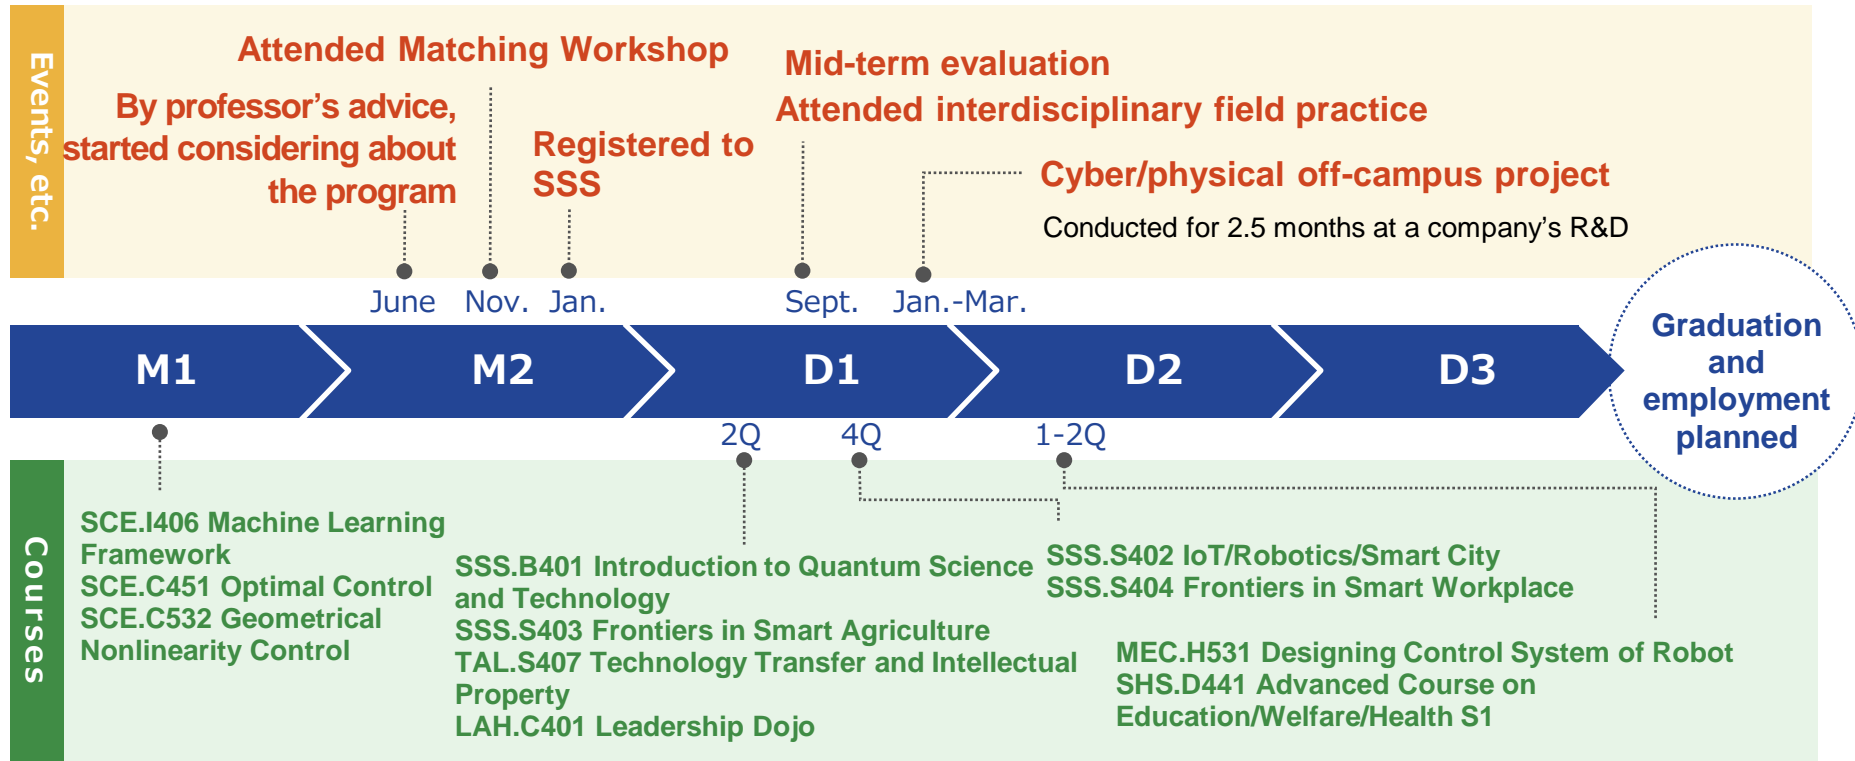 Events, etc.
Attended Matching Workshop
By professor’s advice,
started considering about
the program
Registered to
SSS
Mid-term evaluation
Attended interdisciplinary field practice
Cyber/physical off-campus project
Conducted for 2.5 months at a company’s R&D
June
Nov.
Jan.
Sept.
Jan.-Mar.
M1
M2
D1
D2
D3
Graduation
and
employment
planned
2Q
4Q
1-2Q
Courses
SCE.I406 Machine Learning
Framework
SCE.C451 Optimal Control
SCE.C532 Geometrical
Nonlinearity Control
SSS.B401 Introduction to Quantum Science
and Technology
SSS.S403 Frontiers in Smart Agriculture
TAL.S407 Technology Transfer and Intellectual
Property
LAH.C401 Leadership Dojo
SSS.S402 IoT/Robotics/Smart City
SSS.S404 Frontiers in Smart Workplace
MEC.H531 Designing Control System of Robot
SHS.D441 Advanced Course on
Education/Welfare/Health S1